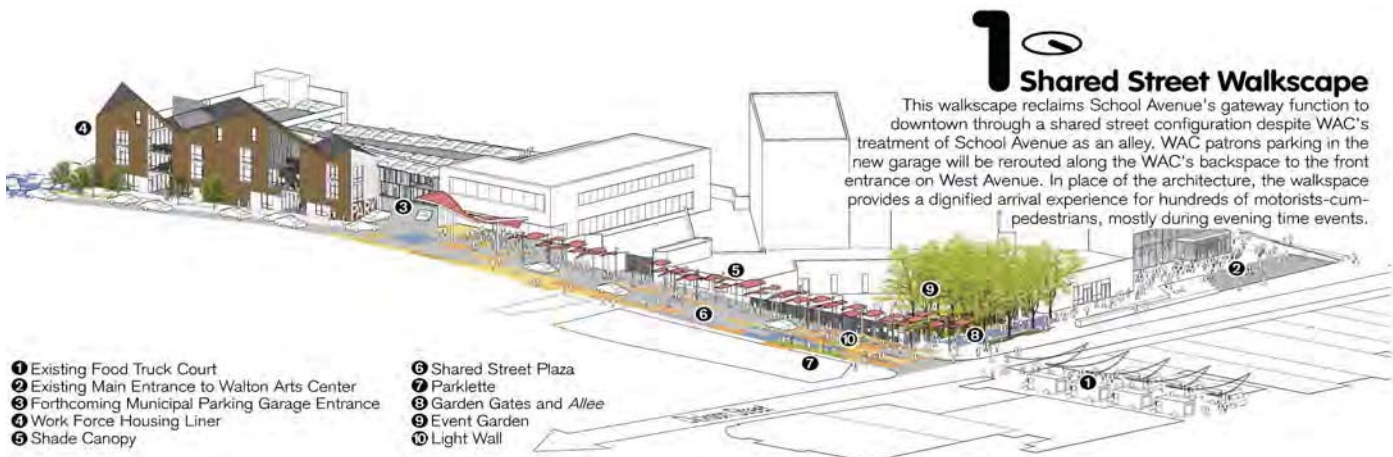 1
Shared Street Walkscape
This walkscape reclaims School Avenue's gateway function to
downtown through a shared street configuration despite WAC's
treatment of School Avenue as an alley. WAC patrons parking in the
new garage will be rerouted along the WAC's backspace to the front
entrance on West Avenue. In place of the architecture, the walkspace
provides a dignified arrival experience for hundreds of motorists-cum-
pedestrians, mostly during evening time events.
4
3
PARK
5
6
9
2
10
8
7
1
Street
1 Existing Food Truck Court
2 Existing Main Entrance to Walton Arts Center
3 Forthcoming Municipal Parking Garage Entrance
4 Work Force Housing Liner
5 Shade Canopy
6 Shared Street Plaza
7 Parklette
8 Garden Gates and Allee
9 Event Garden
10 Light Wall